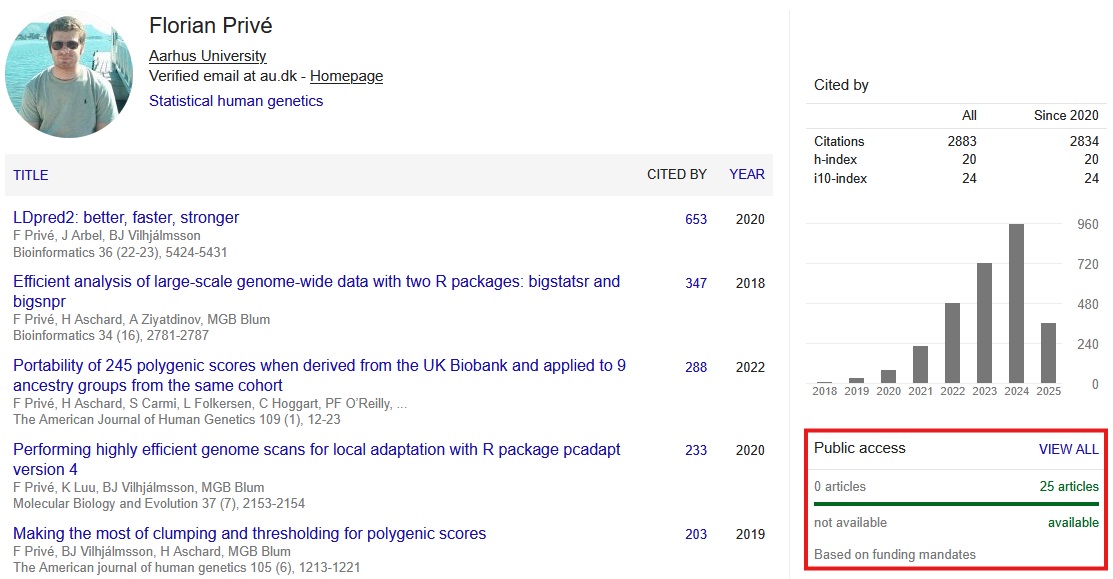 Florian Privé
Aarhus University
Verified email at au.dk - Homepage
Statistical human genetics
TITLE CITED BY YEAR
LDpred2: better, faster, stronger 653 2020
F Privé, J Arbel, BJ Vilhjálmsson
Bioinformatics 36 (22-23), 5424-5431
Efficient analysis of large-scale genome-wide data with two R packages: bigstatsr and 347 2018
bigsnpr
F Privé, H Aschard, A Ziyatdinov, MGB Blum
Bioinformatics 34 (16), 2781-2787
Portability of 245 polygenic scores when derived from the UK Biobank and applied to 9 288 2022
ancestry groups from the same cohort
F Privé, H Aschard, S Carmi, L Folkersen, C Hoggart, PF O’Reilly, ...
The American Journal of Human Genetics 109 (1), 12-23
Performing highly efficient genome scans for local adaptation with R package pcadapt 233 2020
version 4
F Privé, K Luu, BJ Vilhjálmsson, MGB Blum
Molecular Biology and Evolution 37 (7), 2153-2154
Making the most of clumping and thresholding for polygenic scores 203 2019
F Privé, BJ Vilhjálmsson, H Aschard, MGB Blum
The American journal of human genetics 105 (6), 1213-1221
Cited by
All Since 2020
Citations 2883 2834
h-index 20 20
i10-index 24 24
960
720
480
240
0
2018 2019 2020 2021 2022 2023 2024 2025
Public access VIEW ALL
0 articles 25 articles
not available available
Based on funding mandates